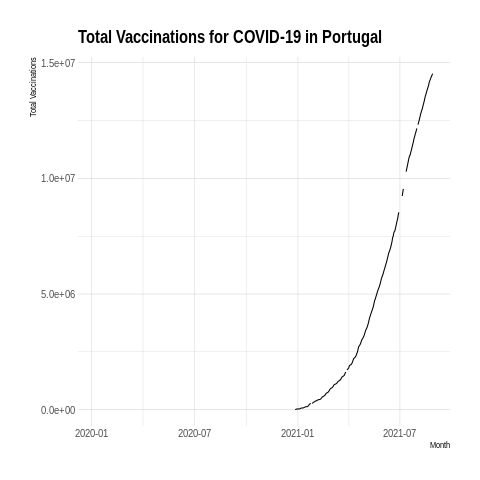 Total Vaccinations for COVID-19 in Portugal
Total Vaccinations
1.5e+07
1.0e+07
5.0e+06
0.0e+00
2020-01 2020-07 2021-01 2021-07
Month